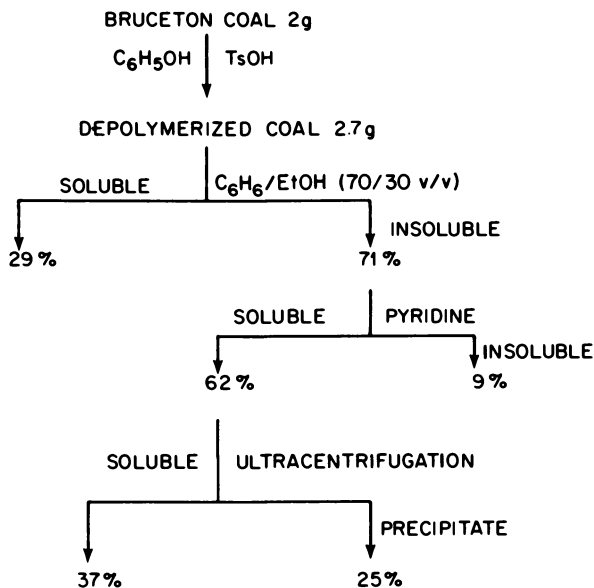 BRUCETON COAL 2g
C₆H₅OH TsOH
DEPOLYMERIZED COAL 2.7g
SOLUBLE C₆H₆/EtOH (70/30 v/v)
INSOLUBLE
29% 71%
SOLUBLE PYRIDINE
INSOLUBLE
62% 9%
SOLUBLE ULTRACENTRIFUGATION
PRECIPITATE
37% 25%